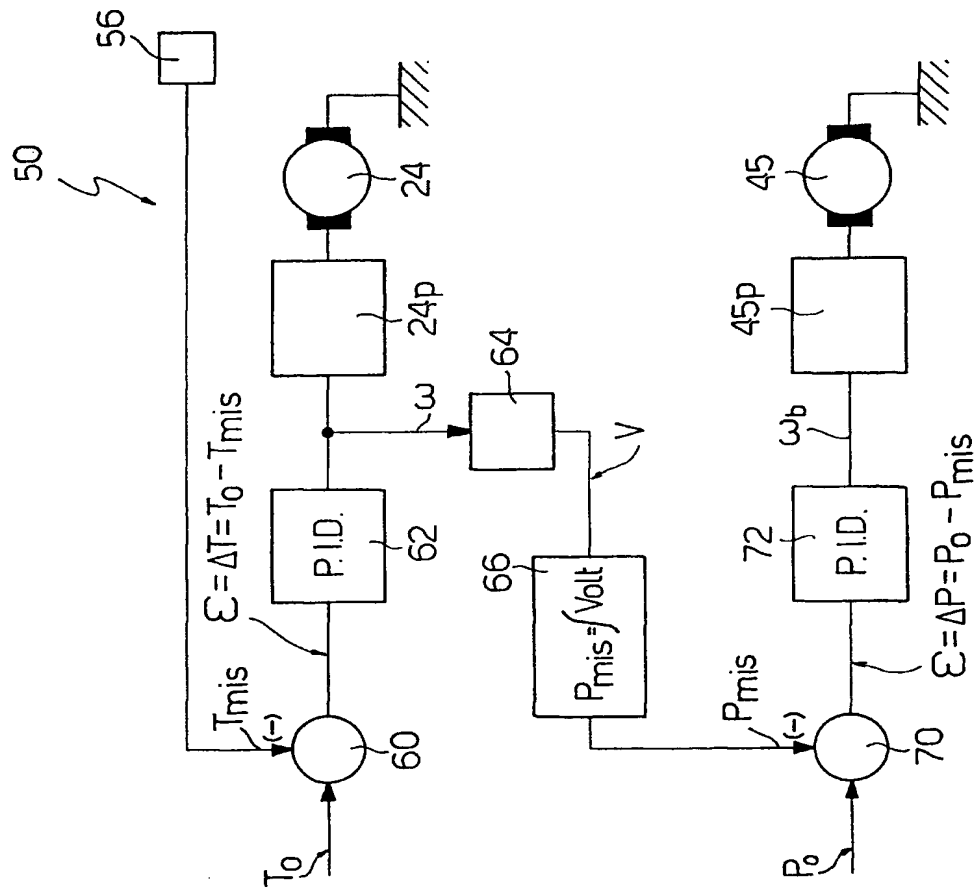 50
56
T₀
Tmis
(-)
60
Ɛ=ΔT=T₀-Tmis
P.I.D.
62
24p
24
ω
64
V
66
Pmis=∫Volt
Pmis
(-)
P₀
70
Ɛ=ΔP=P₀-Pmis
72
P.I.D.
ωb
45p
45